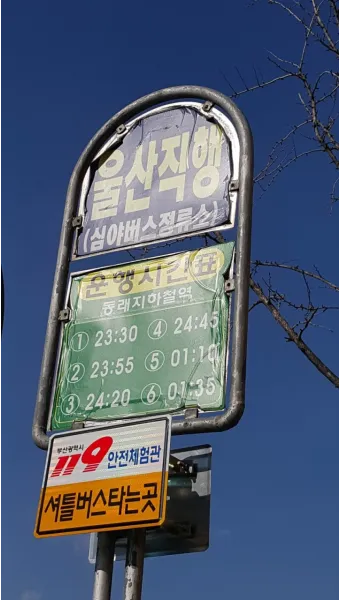 울산직행
(심야버스정류소)
운행시간표
동래지하철역
① 23:30 ④ 24:45
② 23:55 ⑤ 01:10
③ 24:20 ⑥ 01:35
부산광역시
119 안전체험관
셔틀버스타는곳